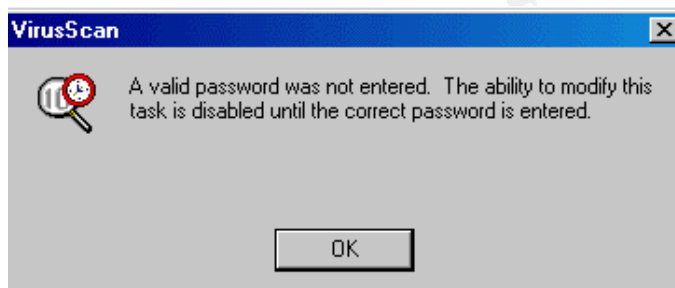 VirusScan
A valid password was not entered. The ability to modify this
task is disabled until the correct password is entered.
OK